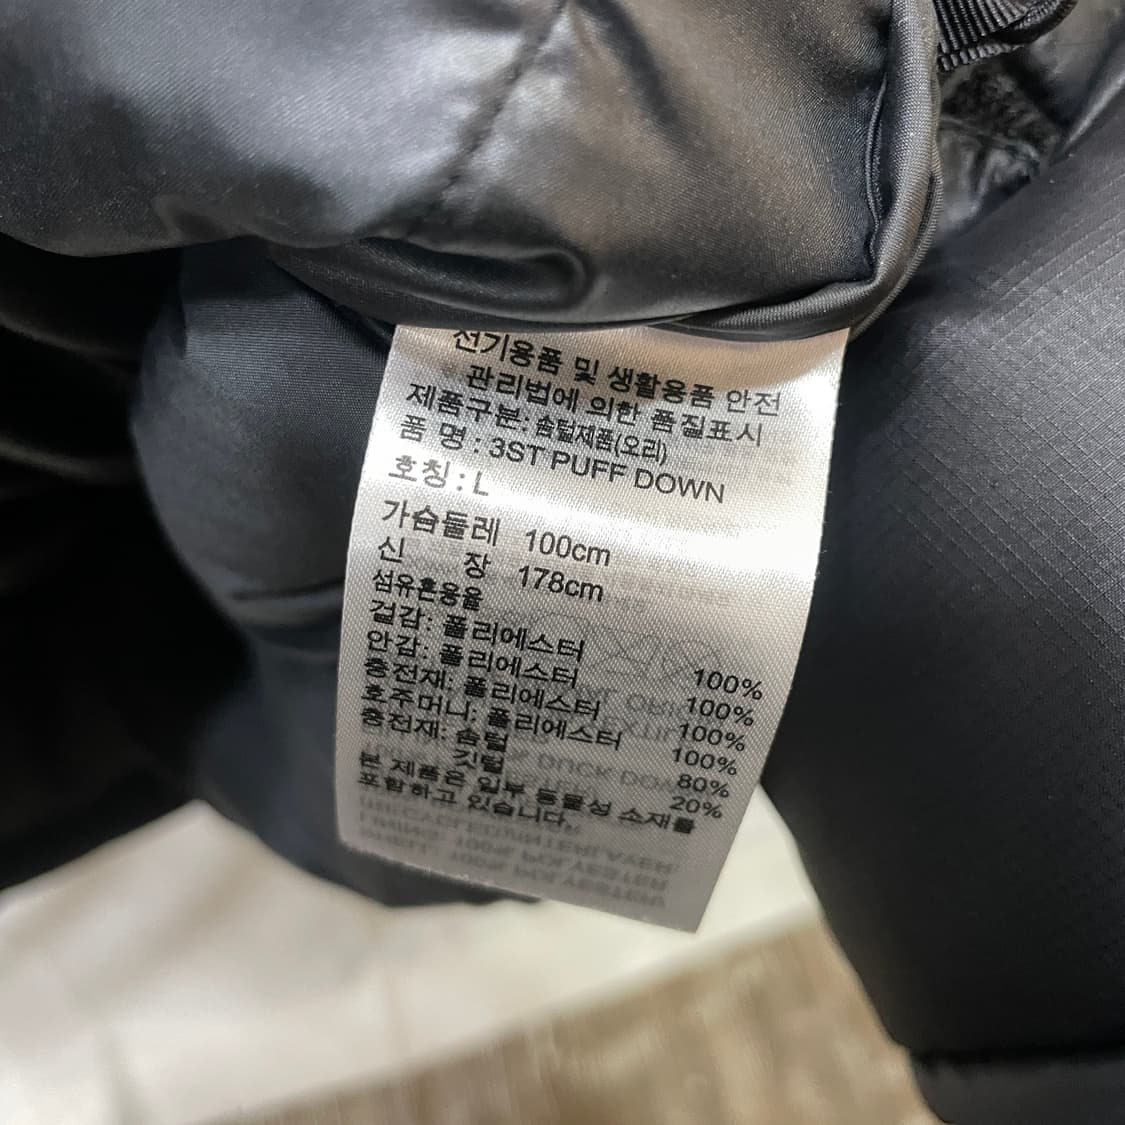 전기용품 및 생활용품 안전
관리법에 의한 품질표시
제품구분: 솜털제품(오리)
품 명 : 3ST PUFF DOWN
호칭 : L
가슴둘레 100cm
신 장 178cm
섬유혼용율
겉감: 폴리에스터 100%
안감: 폴리에스터 100%
충전재: 폴리에스터 100%
호주머니: 폴리에스터 100%
충전재: 솜털 80%
깃털 20%
본 제품은 일부 동물성 소재를
포함하고 있습니다.